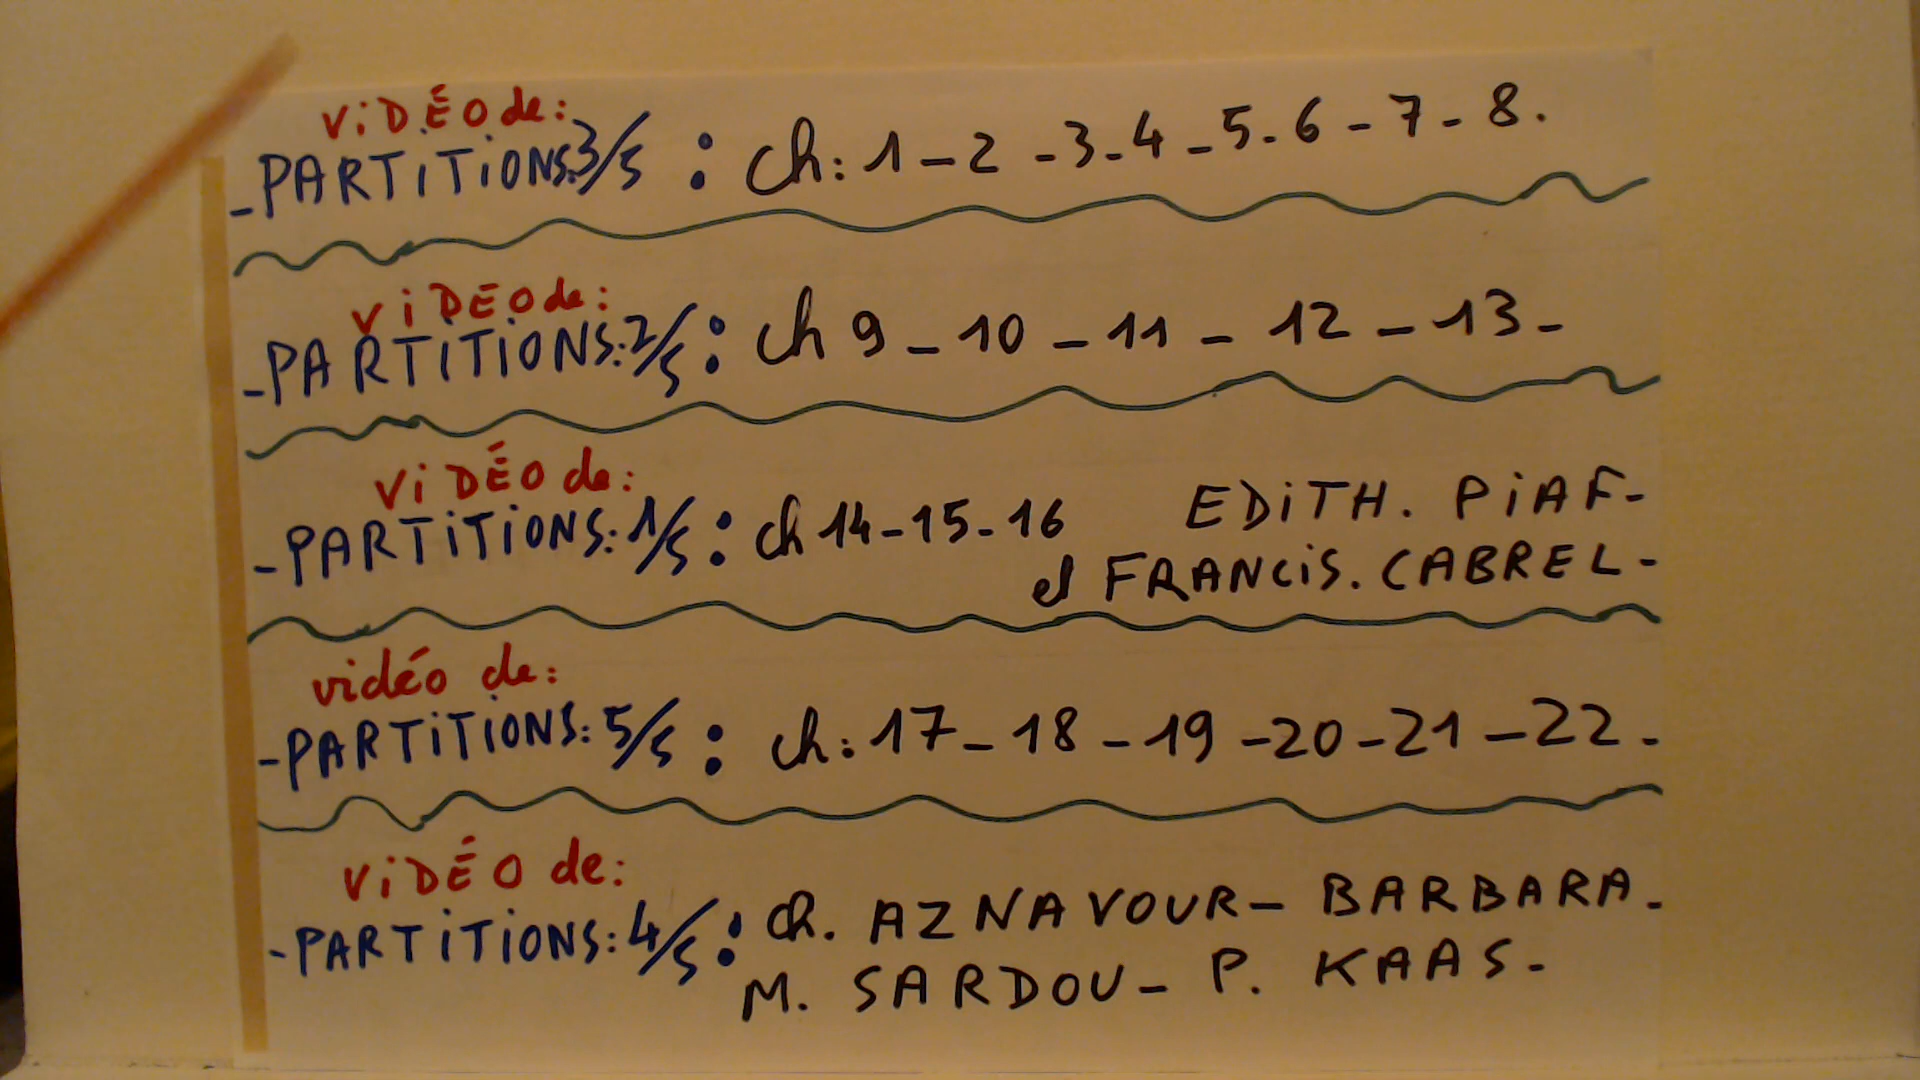 ViDÉO de:
-PARTiTiONS:3/5 : ch: 1-2-3-4-5-6-7-8.
ViDEO de:
-PARTiTiONS:2/5 : ch 9-10-11-12-13-
ViDÉO de:
-PARTiTiONS:1/5 : ch 14-15-16 EDiTH. PiAF-
et FRANCiS. CABREL-
vidéo de:
-PARTiTiONS: 5/5 : ch: 17-18-19-20-21-22-
ViDÉO de:
-PARTiTiONS: 4/5 : Ch. AZNAVOUR- BARBARA-
M. SARDOU- P. KAAS-